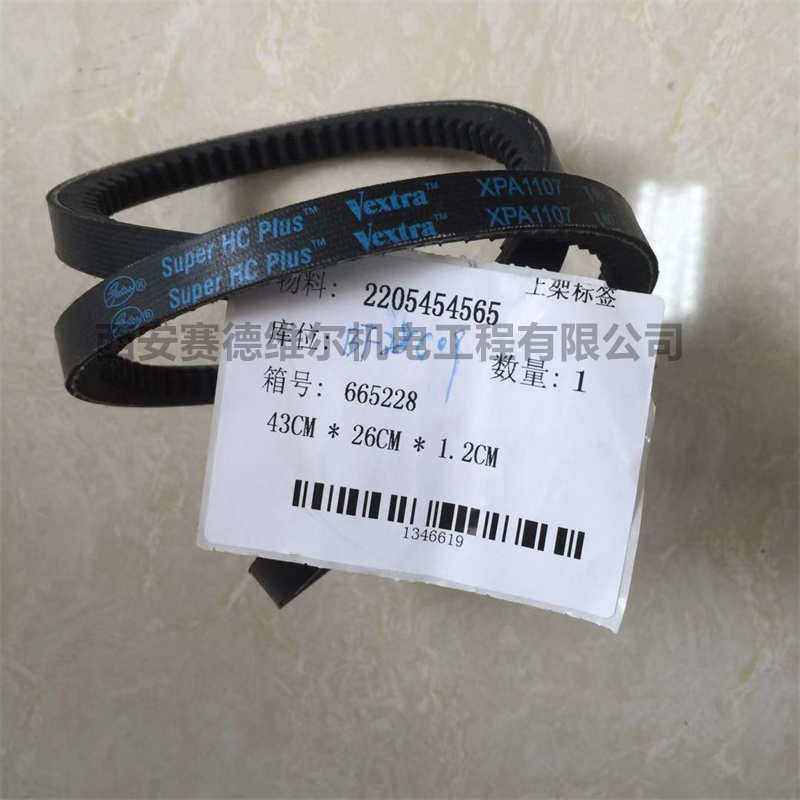 Super HC Plus™ Vextra™ XPA1107
Gates® Super HC Plus™ Vextra™ XPA1107
上架标签
物料: 2205454565
西安赛德维尔机电工程有限公司
库位:
数量: 1
箱号: 665228
43CM * 26CM * 1.2CM
1346619